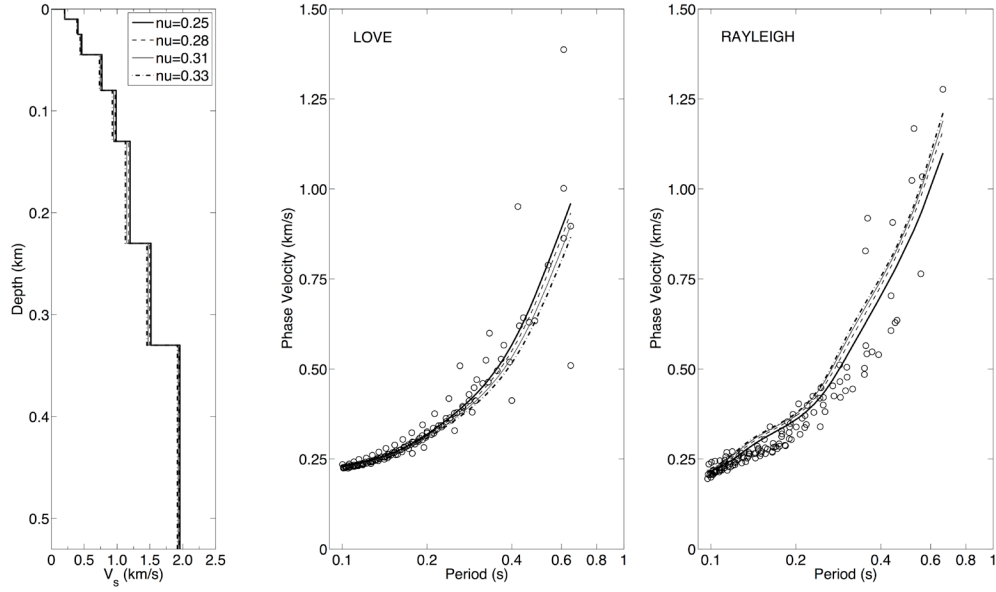 0
0.1
0.2
0.3
0.4
0.5
Depth (km)
0 0.5 1.0 1.5 2.0 2.5
Vs (km/s)
nu=0.25
nu=0.28
nu=0.31
nu=0.33
LOVE
1.50
1.25
1.00
0.75
0.50
0.25
0
Phase Velocity (km/s)
0.1 0.2 0.4 0.6 1
Period (s)
RAYLEIGH
1.50
1.25
1.00
0.75
0.50
0.25
0
Phase Velocity (km/s)
0.1 0.2 0.4 0.6 1
Period (s)